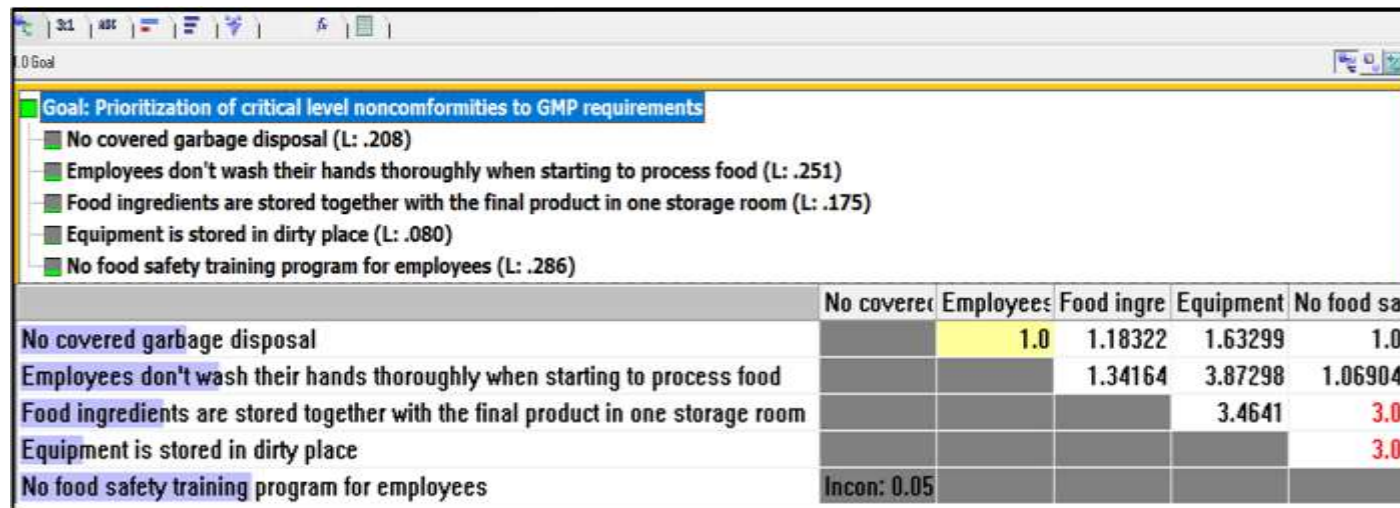 3:1 ABC
1.0 Goal
Goal: Prioritization of critical level noncomformities to GMP requirements
No covered garbage disposal (L: .208)
Employees don't wash their hands thoroughly when starting to process food (L: .251)
Food ingredients are stored together with the final product in one storage room (L: .175)
Equipment is stored in dirty place (L: .080)
No food safety training program for employees (L: .286)
No covered Employees Food ingre Equipment No food sa
No covered garbage disposal 1.0 1.18322 1.63299 1.0
Employees don't wash their hands thoroughly when starting to process food 1.34164 3.87298 1.06904
Food ingredients are stored together with the final product in one storage room 3.4641 3.0
Equipment is stored in dirty place 3.0
No food safety training program for employees Incon: 0.05